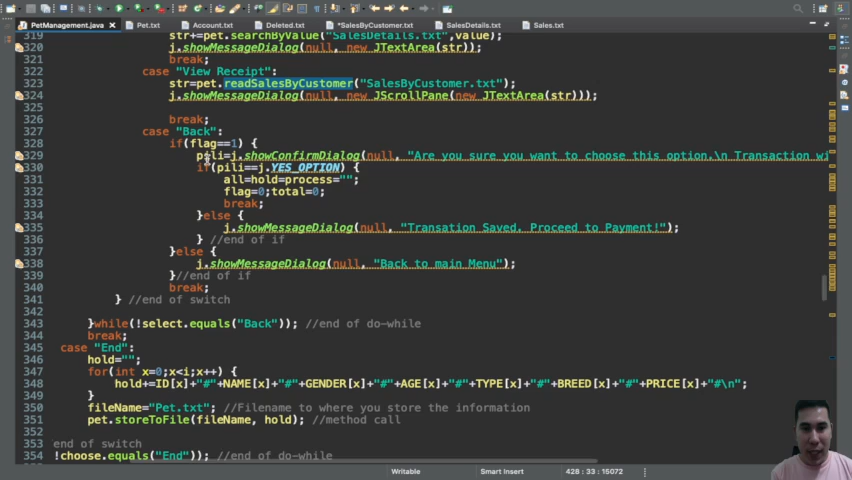 PetManagement.java
Pet.txt
Account.txt
Deleted.txt
*SalesByCustomer.txt
SalesDetails.txt
Sales.txt
319 str+=pet.searchByValue("SalesDetails.txt",value);
320 j.showMessageDialog(null, new JTextArea(str));
321 break;
322 case "View Receipt":
323 str=pet.readSalesByCustomer("SalesByCustomer.txt");
324 j.showMessageDialog(null, new JScrollPane(new JTextArea(str)));
325
326 break;
327 case "Back":
328 if(flag==1) {
329 pili=j.showConfirmDialog(null, "Are you sure you want to choose this option.\n Transaction wi
330 if(pili==j.YES_OPTION) {
331 all=hold=process="";
332 flag=0;total=0;
333 break;
334 }else {
335 j.showMessageDialog(null, "Transation Saved. Proceed to Payment!");
336 } //end of if
337 }else {
338 j.showMessageDialog(null, "Back to main Menu");
339 }//end of if
340 break;
341 } //end of switch
342
343 }while(!select.equals("Back")); //end of do-while
344 break;
345 case "End":
346 hold="";
347 for(int x=0;x<i;x++) {
348 hold+=ID[x]+"#"+NAME[x]+"#"+GENDER[x]+"#"+AGE[x]+"#"+TYPE[x]+"#"+BREED[x]+"#"+PRICE[x]+"#\n";
349 }
350 fileName="Pet.txt"; //Filename to where you store the information
351 pet.storeToFile(fileName, hold); //method call
352
353 end of switch
354 !choose.equals("End")); //end of do-while
Writable
Smart Insert
428 : 33 : 15072